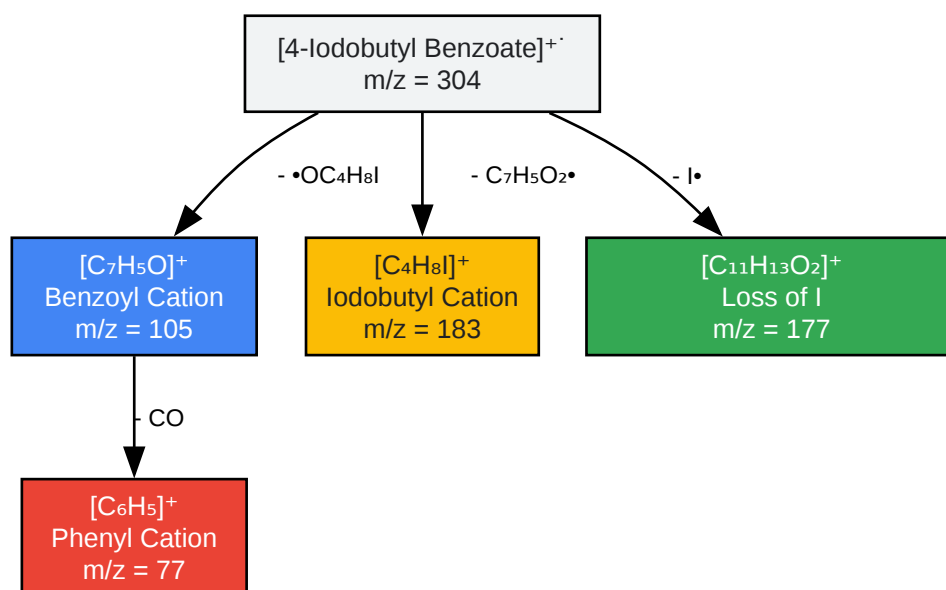 [4-Iodobutyl Benzoate]⁺˙
m/z = 304
- •OC₄H₈I
- C₇H₅O₂•
- I•
[C₇H₅O]⁺
Benzoyl Cation
m/z = 105
[C₄H₈I]⁺
Iodobutyl Cation
m/z = 183
[C₁₁H₁₃O₂]⁺
Loss of I
m/z = 177
- CO
[C₆H₅]⁺
Phenyl Cation
m/z = 77